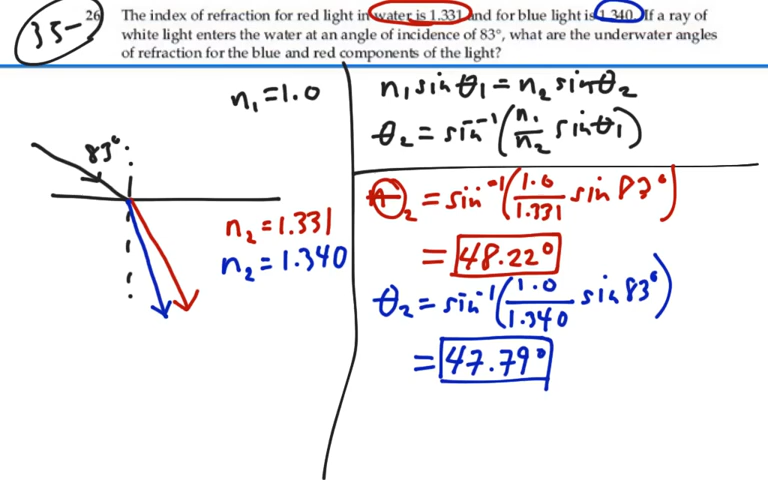 35-
26 The index of refraction for red light in water is 1.331 and for blue light is 1.340. If a ray of
white light enters the water at an angle of incidence of 83°, what are the underwater angles
of refraction for the blue and red components of the light?
n₁ = 1.0
83°
n₂ = 1.331
n₂ = 1.340
n₁ sinθ₁ = n₂ sinθ₂
θ₂ = sin⁻¹(n₁/n₂ sinθ₁)
θ₂ = sin⁻¹(1.0/1.331 sin 83°)
= 48.22°
θ₂ = sin⁻¹(1.0/1.340 sin 83°)
= 47.79°